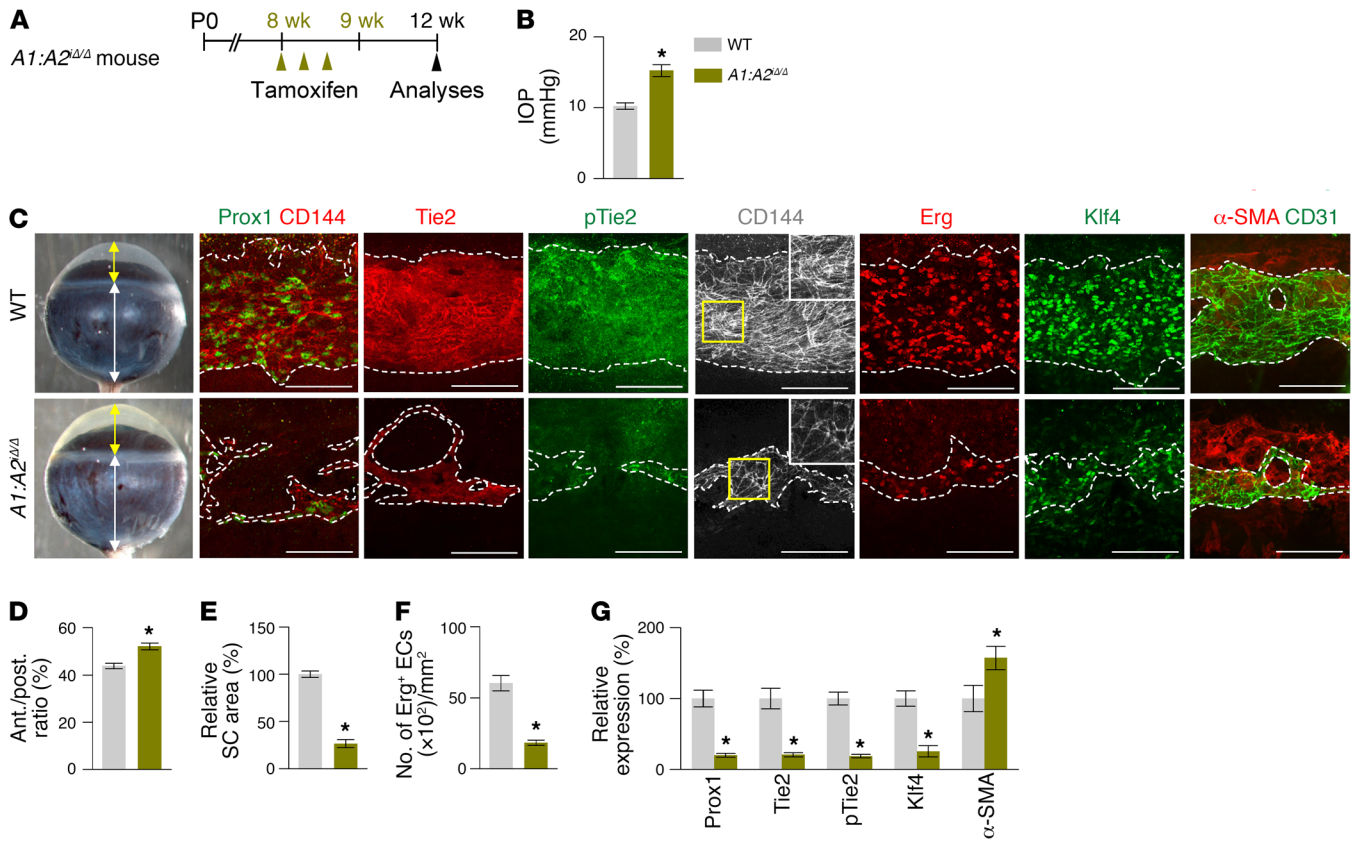 A
P0 8 wk 9 wk 12 wk
A1:A2iΔ/Δ mouse
Tamoxifen Analyses
B
20
10
0
IOP
(mmHg)
*
WT
A1:A2iΔ/Δ
C
Prox1 CD144 Tie2 pTie2 CD144 Erg Klf4 α-SMA CD31
WT
A1:A2iΔ/Δ
D
Ant./post.
ratio (%)
60
40
20
0
*
E
Relative
SC area (%)
150
100
50
0
*
F
No. of Erg+ ECs
(×10²)/mm²
100
50
0
*
G
Relative
expression (%)
200
100
0
* * * * *
Prox1 Tie2 pTie2 Klf4 α-SMA